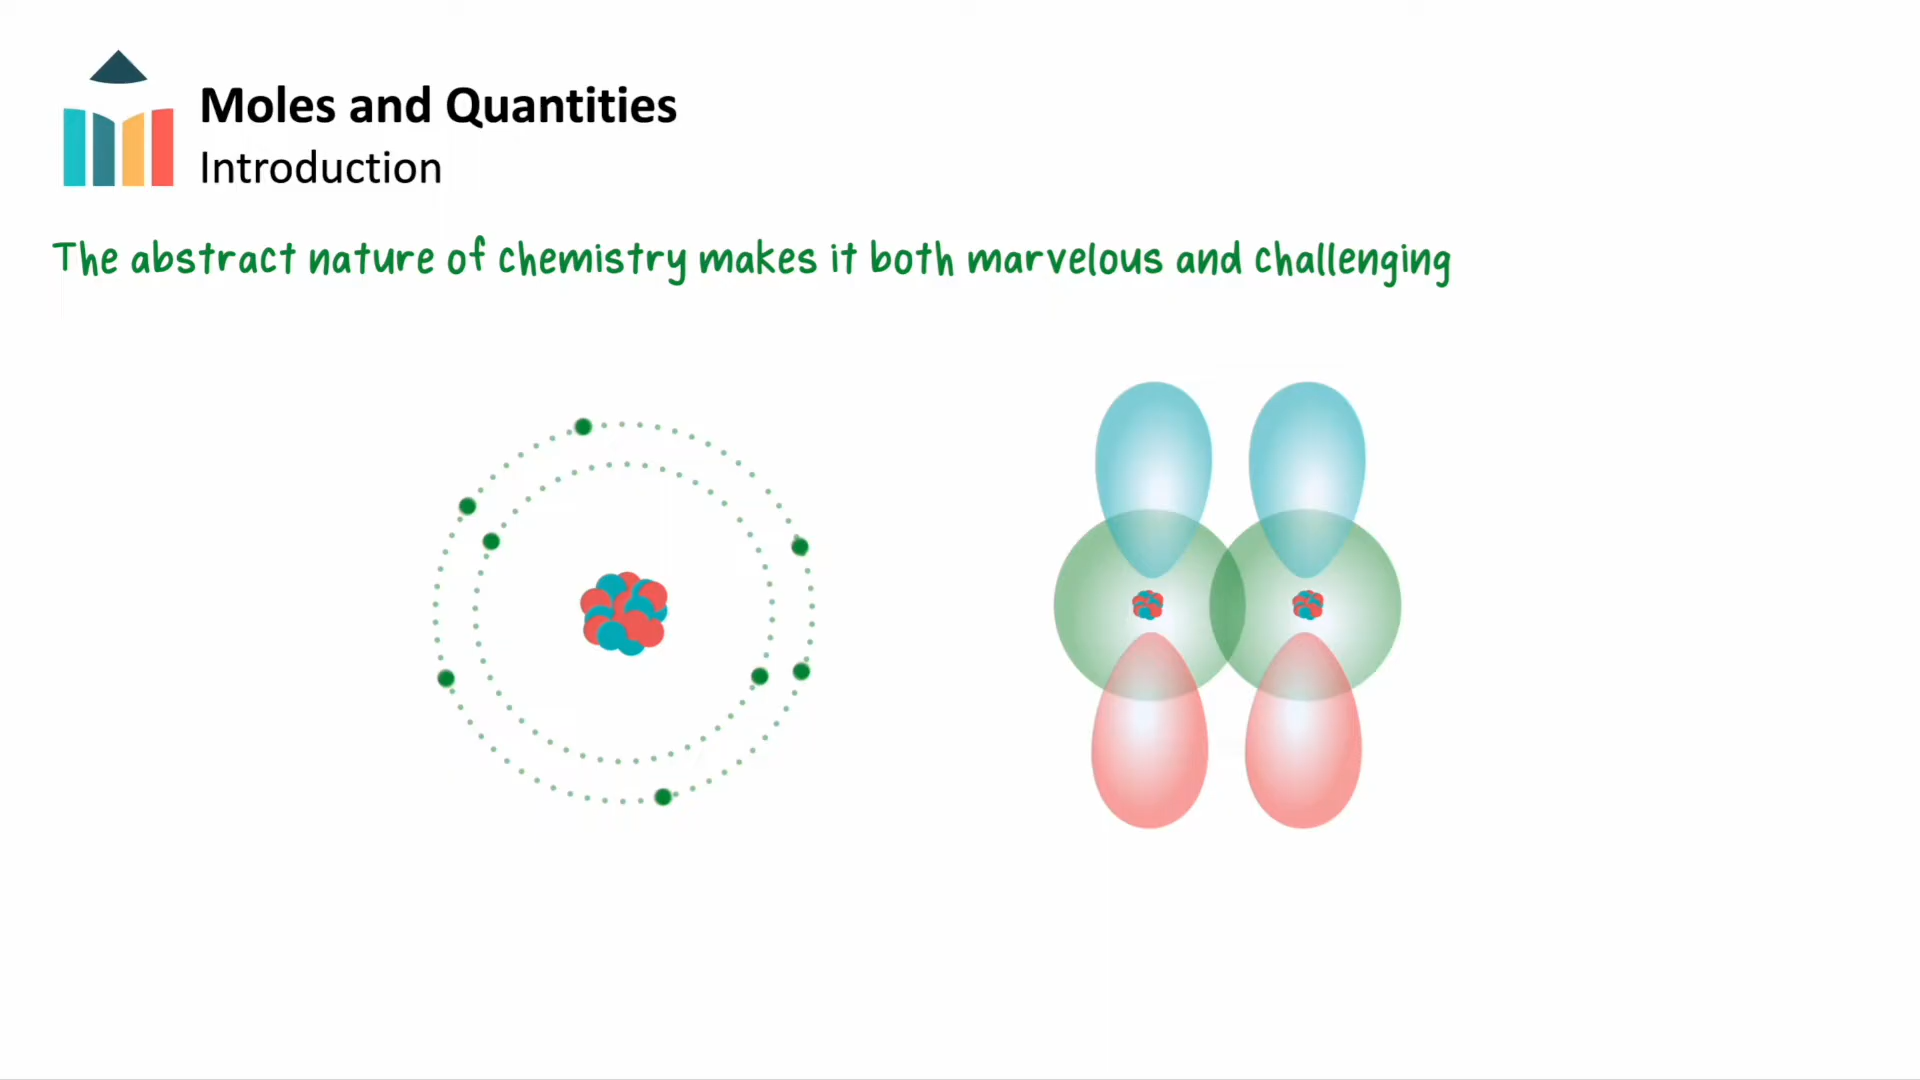 Moles and Quantities
Introduction
The abstract nature of chemistry makes it both marvelous and challenging